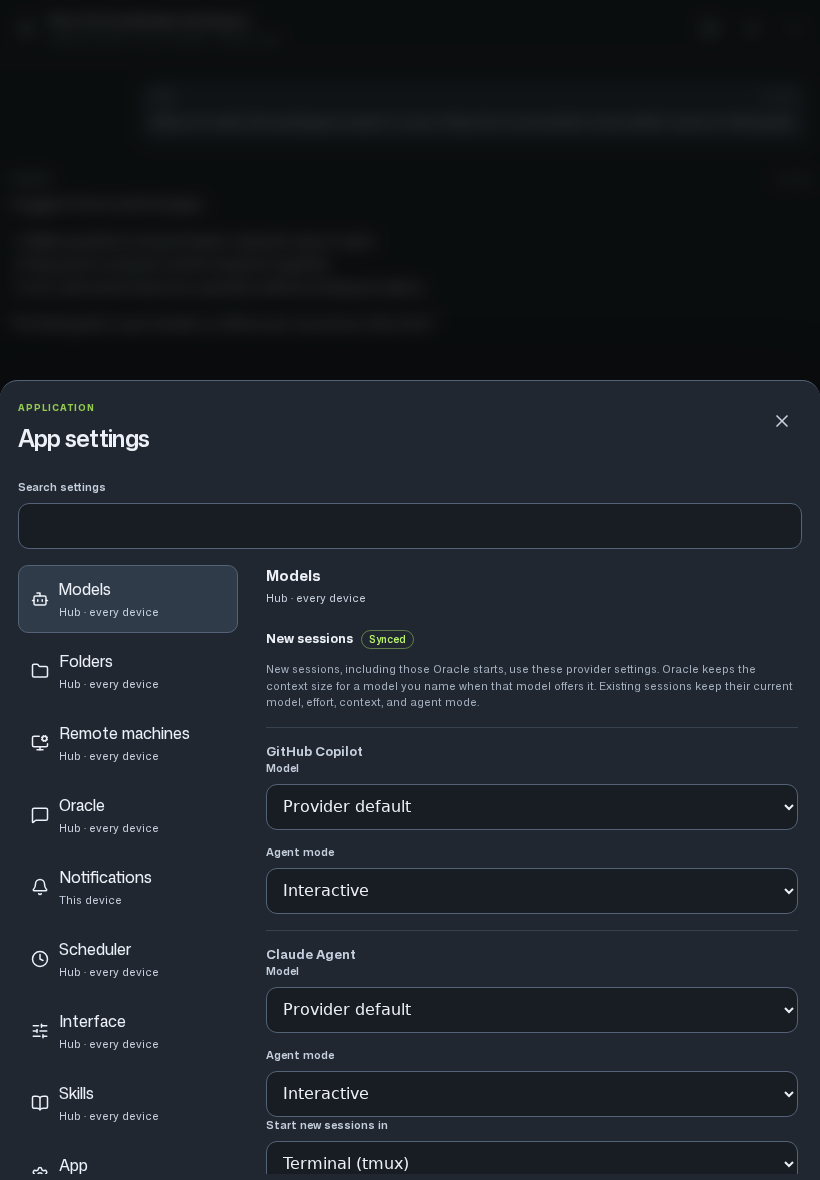 APPLICATION
App settings
Search settings
Models
Hub · every device
Folders
Hub · every device
Remote machines
Hub · every device
Oracle
Hub · every device
Notifications
This device
Scheduler
Hub · every device
Interface
Hub · every device
Skills
Hub · every device
App
Models
Hub · every device
New sessions Synced
New sessions, including those Oracle starts, use these provider settings. Oracle keeps the
context size for a model you name when that model offers it. Existing sessions keep their current
model, effort, context, and agent mode.
GitHub Copilot
Model
Provider default
Agent mode
Interactive
Claude Agent
Model
Provider default
Agent mode
Interactive
Start new sessions in
Terminal (tmux)